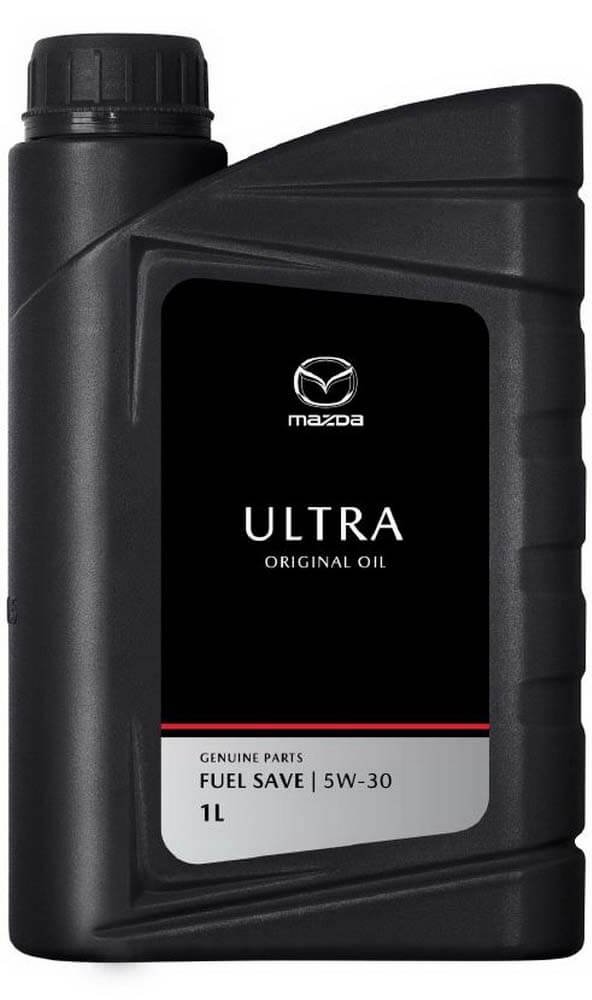 mazda
ULTRA
ORIGINAL OIL
GENUINE PARTS
FUEL SAVE | 5W-30
1L